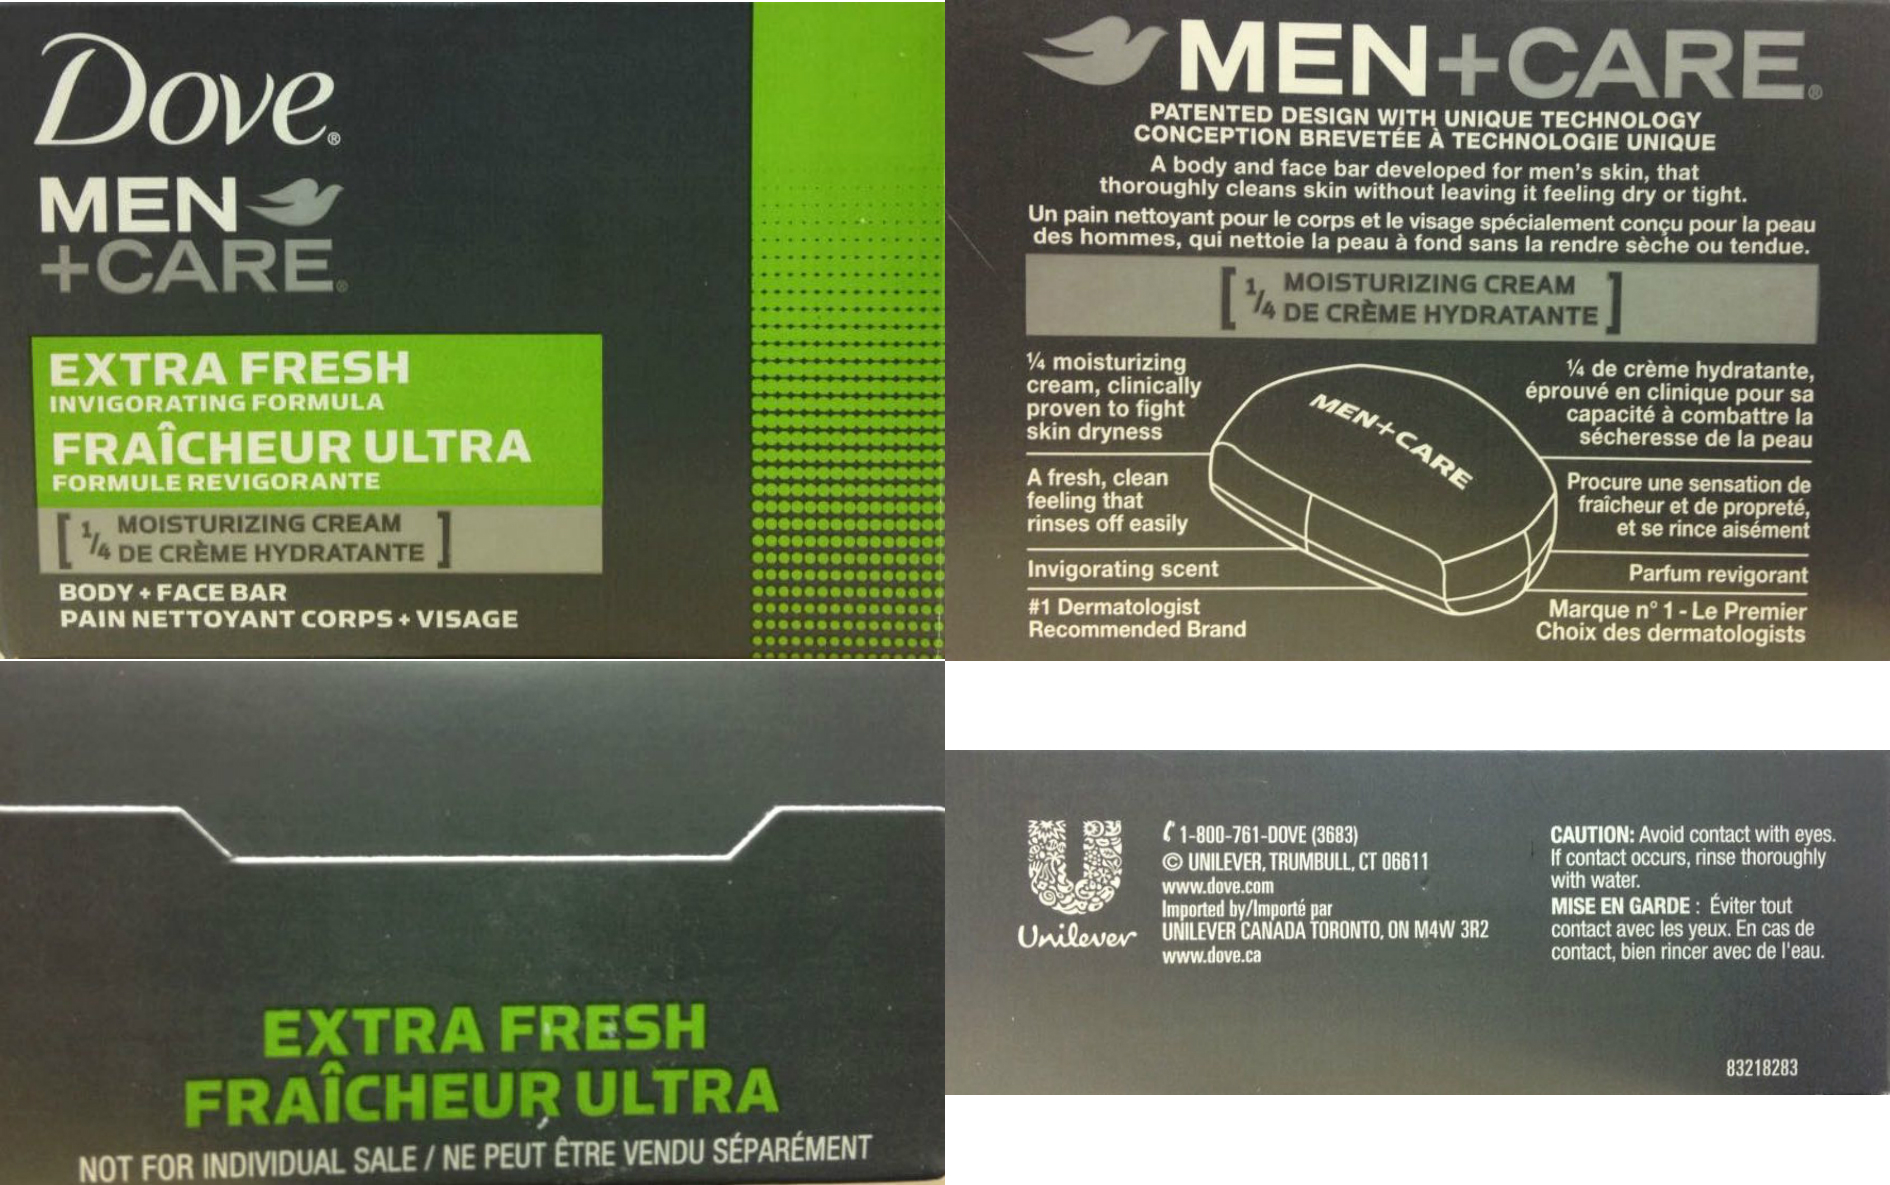 Dove®
MEN
+CARE®
EXTRA FRESH
INVIGORATING FORMULA
FRAÎCHEUR ULTRA
FORMULE REVIGORANTE
[ 1/4 MOISTURIZING CREAM
DE CRÈME HYDRATANTE ]
BODY + FACE BAR
PAIN NETTOYANT CORPS + VISAGE
MEN+CARE®
PATENTED DESIGN WITH UNIQUE TECHNOLOGY
CONCEPTION BREVETÉE À TECHNOLOGIE UNIQUE
A body and face bar developed for men's skin, that
thoroughly cleans skin without leaving it feeling dry or tight.
Un pain nettoyant pour le corps et le visage spécialement conçu pour la peau
des hommes, qui nettoie la peau à fond sans la rendre sèche ou tendue.
[ 1/4 MOISTURIZING CREAM
DE CRÈME HYDRATANTE ]
¼ moisturizing
cream, clinically
proven to fight
skin dryness
A fresh, clean
feeling that
rinses off easily
Invigorating scent
#1 Dermatologist
Recommended Brand
MEN+CARE
¼ de crème hydratante,
éprouvé en clinique pour sa
capacité à combattre la
sécheresse de la peau
Procure une sensation de
fraîcheur et de propreté,
et se rince aisément
Parfum revigorant
Marque n° 1 - Le Premier
Choix des dermatologists
EXTRA FRESH
FRAÎCHEUR ULTRA
NOT FOR INDIVIDUAL SALE / NE PEUT ÊTRE VENDU SÉPARÉMENT
Unilever
1-800-761-DOVE (3683)
© UNILEVER, TRUMBULL, CT 06611
www.dove.com
Imported by/Importé par
UNILEVER CANADA TORONTO, ON M4W 3R2
www.dove.ca
CAUTION: Avoid contact with eyes.
If contact occurs, rinse thoroughly
with water.
MISE EN GARDE : Éviter tout
contact avec les yeux. En cas de
contact, bien rincer avec de l'eau.
83218283